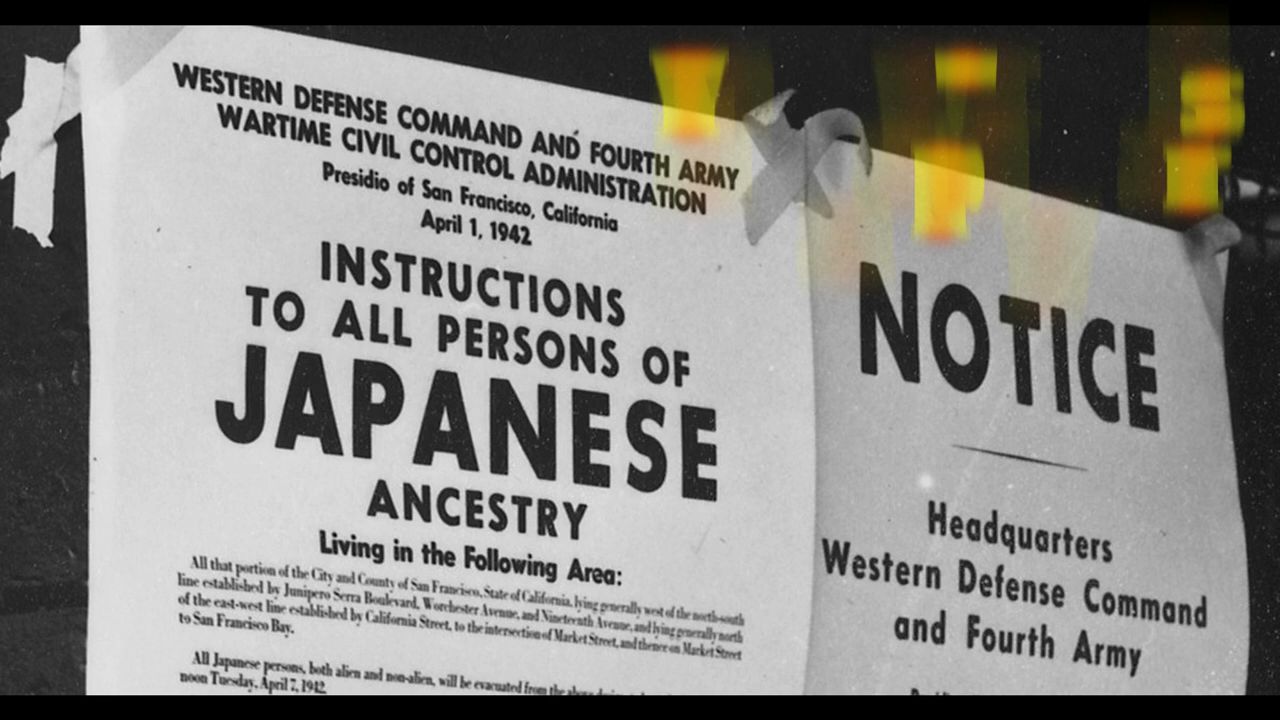 WESTERN DEFENSE COMMAND AND FOURTH ARMY
WARTIME CIVIL CONTROL ADMINISTRATION
Presidio of San Francisco, California
April 1, 1942
INSTRUCTIONS
TO ALL PERSONS OF
JAPANESE
ANCESTRY
Living in the Following Area:
All that portion of the City and County of San Francisco, State of California, lying generally west of the north-south
line established by Junipero Serra Boulevard, Worchester Avenue, and Nineteenth Avenue, and lying generally north
of the east-west line established by California Street, to the intersection of Market Street, and thence on Market Street
to San Francisco Bay.
All Japanese persons, both alien and non-alien, will be evacuated from the above
noon Tuesday, April 7, 1942.
NOTICE
Headquarters
Western Defense Command
and Fourth Army